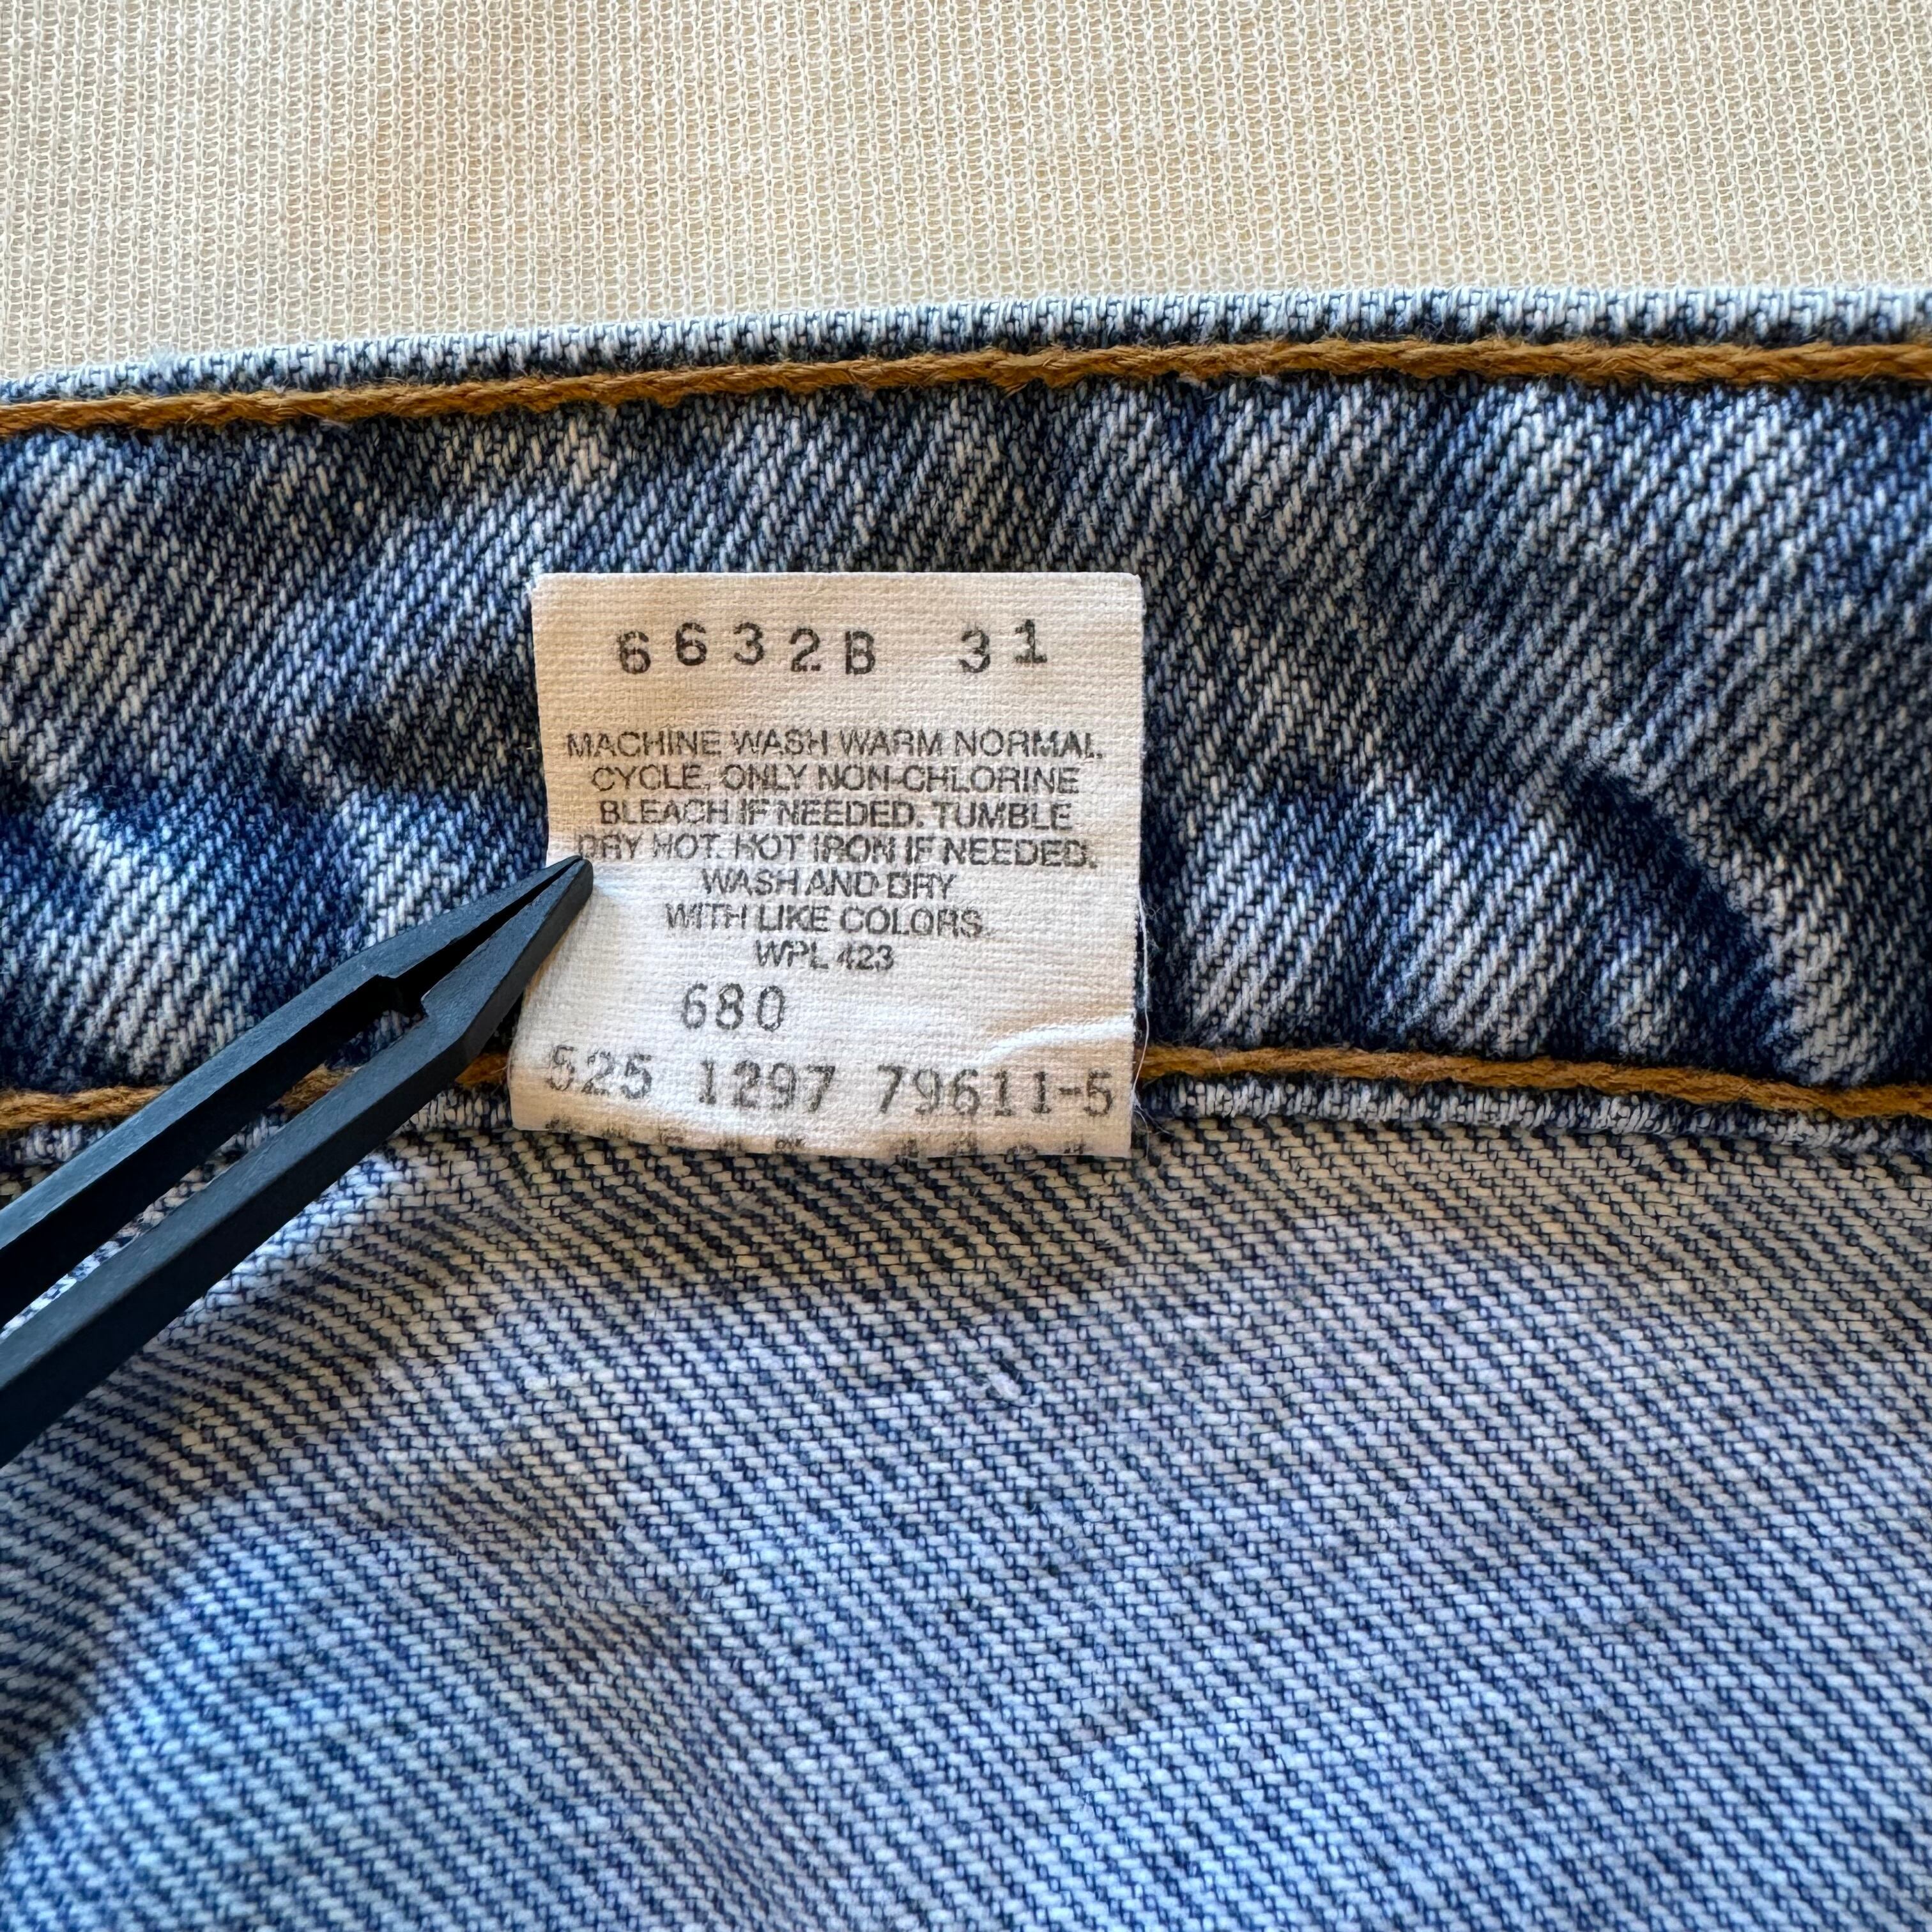 6632B 31
MACHINE WASH WARM NORMAL
CYCLE, ONLY NON-CHLORINE
BLEACH IF NEEDED. TUMBLE
DRY HOT. HOT IRON IF NEEDED.
WASH AND DRY
WITH LIKE COLORS
WPL 423
680
525 1297 79611-5